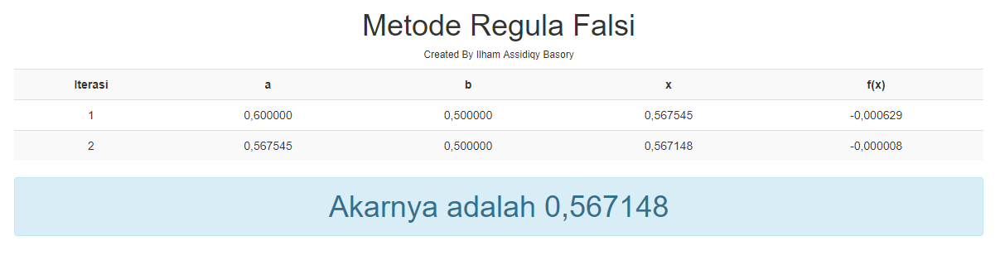 Metode Regula Falsi
Created By Ilham Assidiqy Basory
Iterasi a b x f(x)
1 0,600000 0,500000 0,567545 -0,000629
2 0,567545 0,500000 0,567148 -0,000008
Akarnya adalah 0,567148